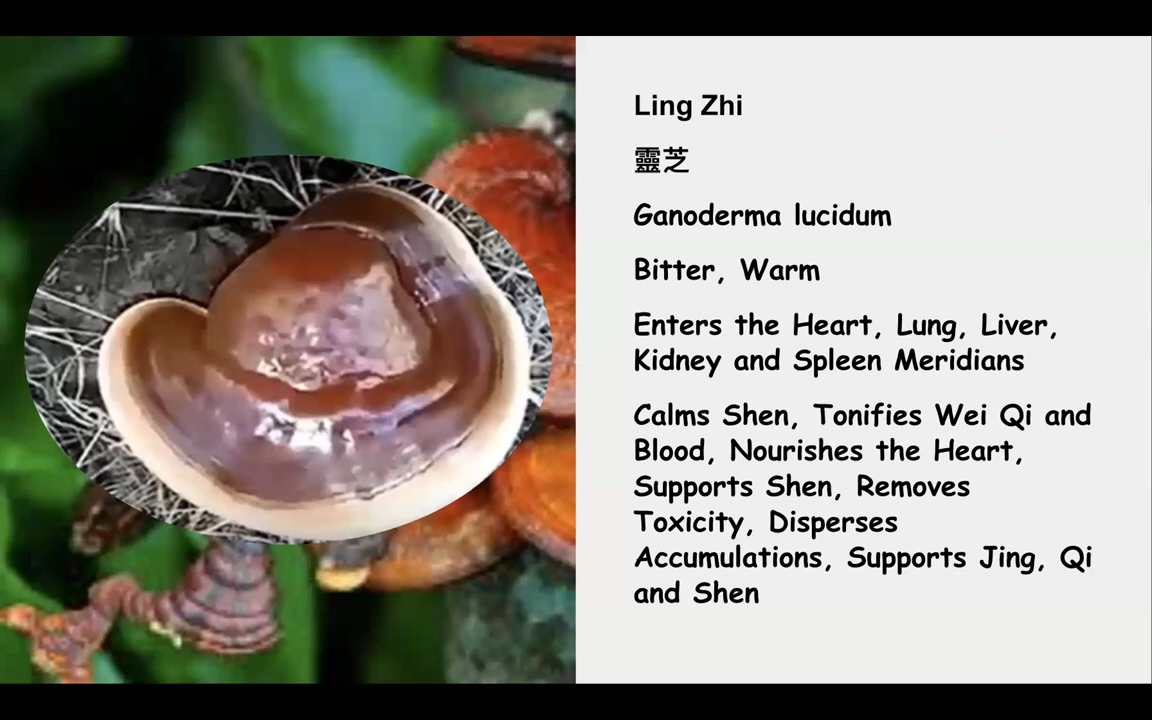 Ling Zhi
靈芝
Ganoderma lucidum
Bitter, Warm
Enters the Heart, Lung, Liver,
Kidney and Spleen Meridians
Calms Shen, Tonifies Wei Qi and
Blood, Nourishes the Heart,
Supports Shen, Removes
Toxicity, Disperses
Accumulations, Supports Jing, Qi
and Shen